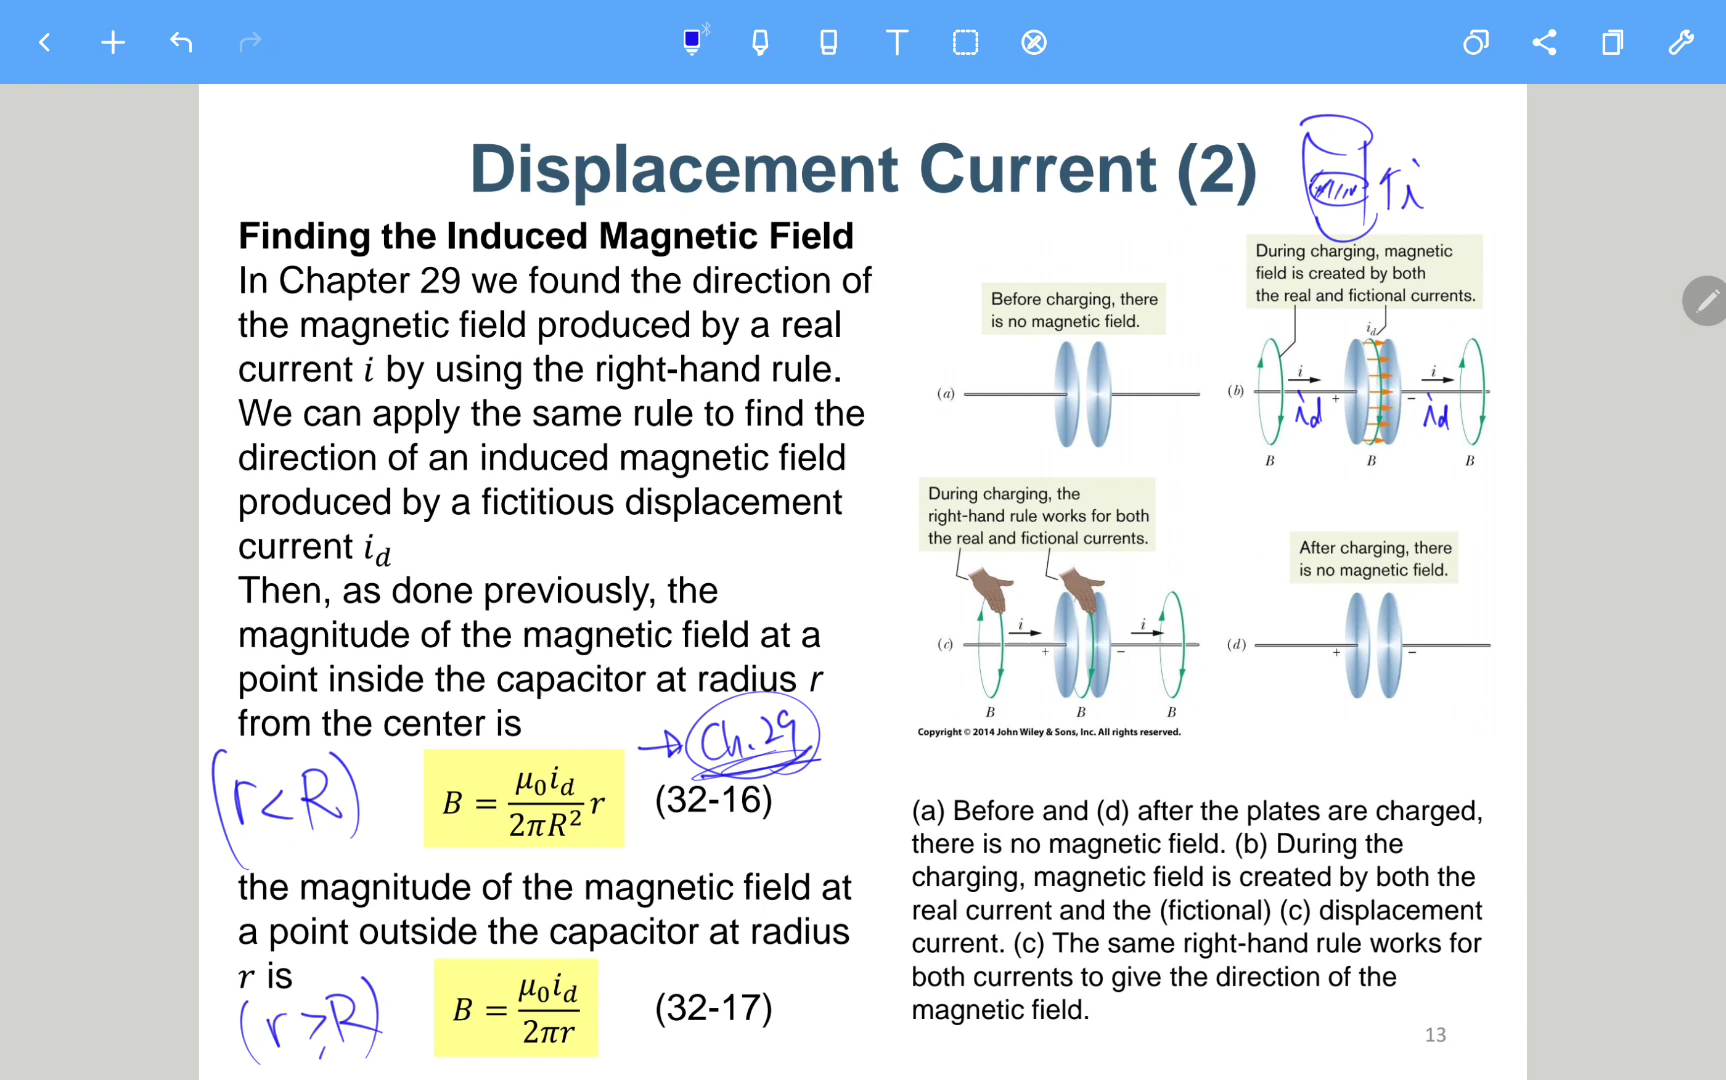 Displacement Current (2)
↑i
Finding the Induced Magnetic Field
In Chapter 29 we found the direction of
the magnetic field produced by a real
current i by using the right-hand rule.
We can apply the same rule to find the
direction of an induced magnetic field
produced by a fictitious displacement
current i_d
Then, as done previously, the
magnitude of the magnetic field at a
point inside the capacitor at radius r
from the center is
→ Ch. 29
(r<R)
B = μ₀i_d / 2πR² r (32-16)
the magnitude of the magnetic field at
a point outside the capacitor at radius
r is
(r>R)
B = μ₀i_d / 2πr (32-17)
Before charging, there
is no magnetic field.
(a)
During charging, magnetic
field is created by both
the real and fictional currents.
i_d
i i
(b) + −
i_d i_d
B B B
During charging, the
right-hand rule works for both
the real and fictional currents.
i i
(c) + −
B B B
After charging, there
is no magnetic field.
(d) + −
Copyright © 2014 John Wiley & Sons, Inc. All rights reserved.
(a) Before and (d) after the plates are charged,
there is no magnetic field. (b) During the
charging, magnetic field is created by both the
real current and the (fictional) (c) displacement
current. (c) The same right-hand rule works for
both currents to give the direction of the
magnetic field.
13